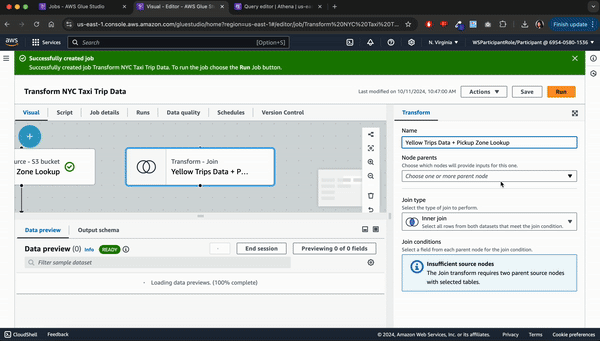 Jobs - AWS Glue Studio
Visual - Editor - AWS Glue S
Query editor | Athena | us-e
us-east-1.console.aws.amazon.com/gluestudio/home?region=us-east-1#/editor/job/Transform%20NYC%20Taxi%20T...
Finish update
aws
Services
Search
[Option+S]
N. Virginia
WSParticipantRole/Participant @ 6954-0580-1536
Successfully created job
Successfully created job Transform NYC Taxi Trip Data. To run the job choose the Run Job button.
Transform NYC Taxi Trip Data
Last modified on 10/11/2024, 10:47:00 AM
Actions
Save
Run
Visual
Script
Job details
Runs
Data quality
Schedules
Version Control
urce - S3 bucket
Zone Lookup
Transform - Join
Yellow Trips Data + P...
Data preview
Output schema
Data preview (0)
Info
READY
End session
Previewing 0 of 0 fields
Filter sample dataset
Loading data previews. (100% complete)
Transform
Name
Yellow Trips Data + Pickup Zone Lookup
Node parents
Choose which nodes will provide inputs for this one.
Choose one or more parent node
Join type
Select the type of join to perform.
Inner join
Select all rows from both datasets that meet the join condition.
Join conditions
Select a field from each parent node for the join condition.
Insufficient source nodes
The Join transform requires two parent source nodes
with selected tables.
CloudShell
Feedback
© 2024, Amazon Web Services, Inc. or its affiliates.
Privacy
Terms
Cookie preferences